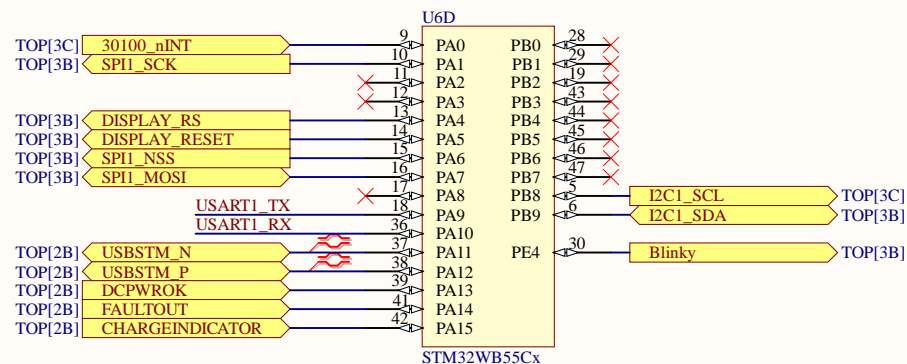 U6D
TOP[3C] 30100_nINT 9 PA0 PB0 28
TOP[3B] SPI1_SCK 10 PA1 PB1 29
11 PA2 PB2 19
12 PA3 PB3 43
TOP[3B] DISPLAY_RS 13 PA4 PB4 44
TOP[3B] DISPLAY_RESET 14 PA5 PB5 45
TOP[3B] SPI1_NSS 15 PA6 PB6 46
TOP[3B] SPI1_MOSI 16 PA7 PB7 47
17 PA8 PB8 5 I2C1_SCL TOP[3C]
USART1_TX 18 PA9 PB9 6 I2C1_SDA TOP[3B]
USART1_RX 36 PA10
TOP[2B] USBSTM_N 37 PA11 PE4 30 Blinky TOP[3B]
TOP[2B] USBSTM_P 38 PA12
TOP[2B] DCPWROK 39 PA13
TOP[2B] FAULTOUT 41 PA14
TOP[2B] CHARGEINDICATOR 42 PA15
STM32WB55Cx